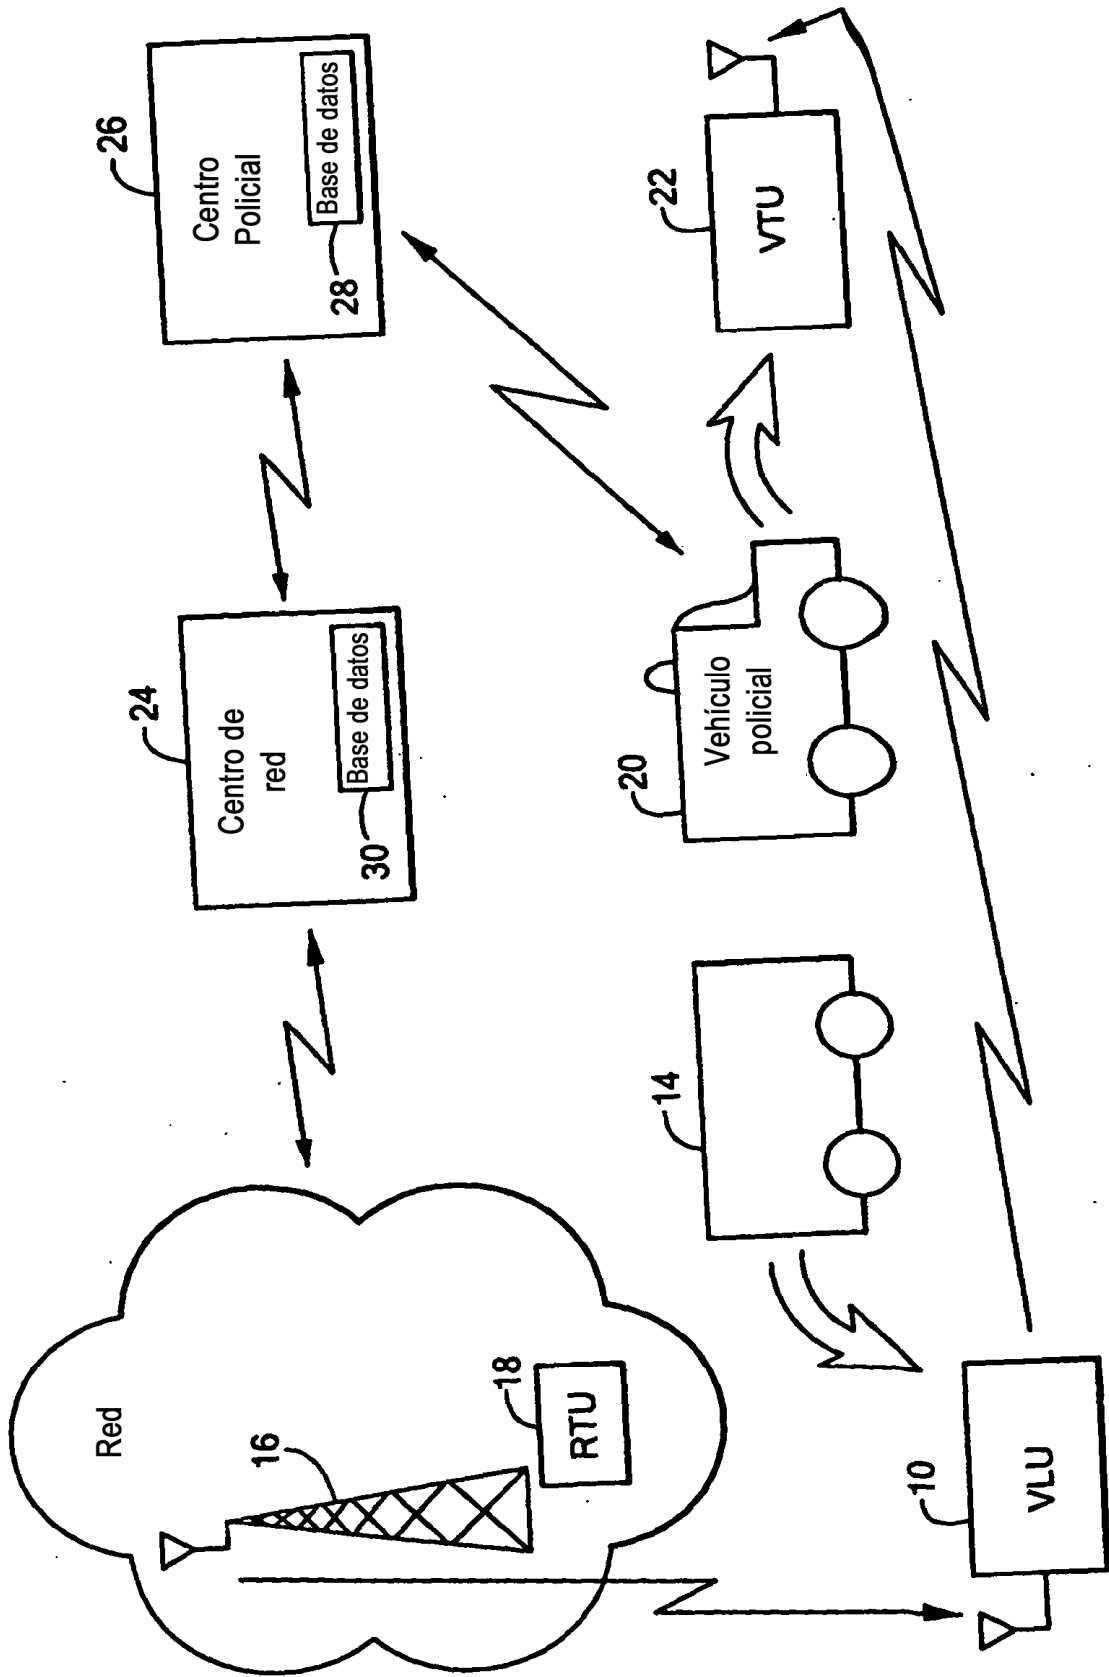 Red
16
18
RTU
24
Centro de
red
Base de datos
30
26
Centro
Policial
Base de datos
28
10
VLU
14
20
Vehículo
policial
22
VTU